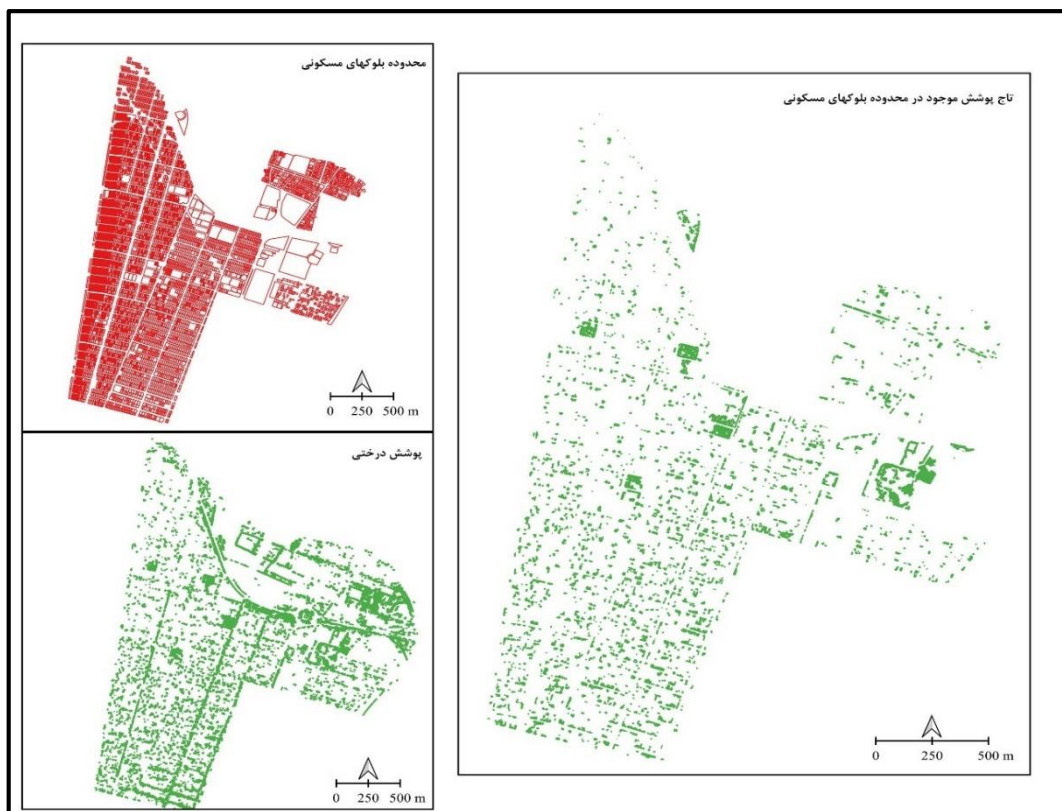 محدوده بلوکهای مسکونی
0 250 500 m
پوشش درختی
0 250 500 m
تاج پوشش موجود در محدوده بلوکهای مسکونی
0 250 500 m